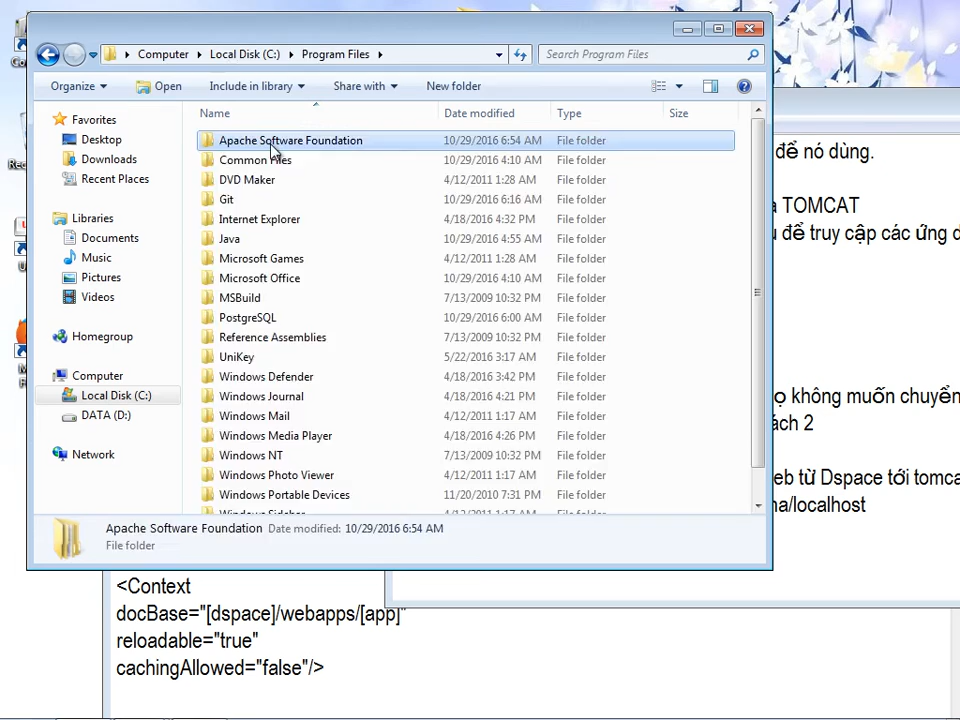 Computer Local Disk (C:) Program Files
Search Program Files
Organize Open Include in library Share with New folder
Name Date modified Type Size
Favorites
Desktop
Downloads
Recent Places
Libraries
Documents
Music
Pictures
Videos
Homegroup
Computer
Local Disk (C:)
DATA (D:)
Network
Apache Software Foundation 10/29/2016 6:54 AM File folder
Common Files 10/29/2016 4:10 AM File folder
DVD Maker 4/12/2011 1:28 AM File folder
Git 10/29/2016 6:16 AM File folder
Internet Explorer 4/18/2016 4:32 PM File folder
Java 10/29/2016 4:55 AM File folder
Microsoft Games 4/12/2011 1:28 AM File folder
Microsoft Office 10/29/2016 4:10 AM File folder
MSBuild 7/13/2009 10:32 PM File folder
PostgreSQL 10/29/2016 6:00 AM File folder
Reference Assemblies 7/13/2009 10:32 PM File folder
UniKey 5/22/2016 3:17 AM File folder
Windows Defender 4/18/2016 3:42 PM File folder
Windows Journal 4/18/2016 4:21 PM File folder
Windows Mail 4/12/2011 1:17 AM File folder
Windows Media Player 4/18/2016 4:26 PM File folder
Windows NT 7/13/2009 10:32 PM File folder
Windows Photo Viewer 4/12/2011 1:17 AM File folder
Windows Portable Devices 11/20/2010 7:31 PM File folder
Apache Software Foundation Date modified: 10/29/2016 6:54 AM
File folder
để nó dùng.
TOMCAT
để truy cập các ứng
không muốn chuyển
2
từ Dspace tới
/localhost
<Context
docBase="[dspace]/webapps/[app]"
reloadable="true"
cachingAllowed="false"/>